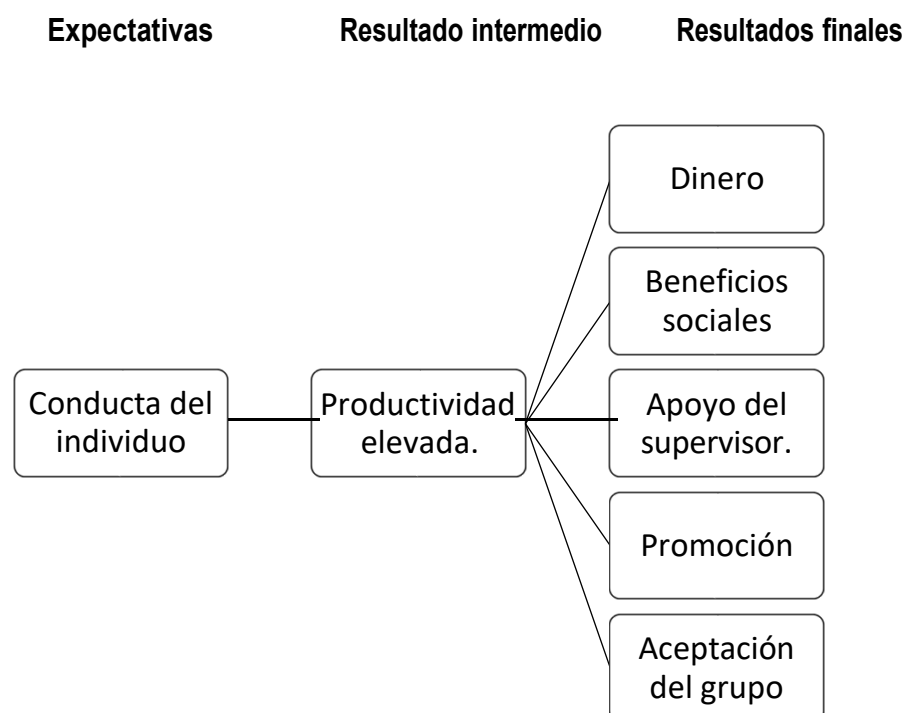 Expectativas Resultado intermedio Resultados finales
Dinero
Beneficios
sociales
Conducta del
individuo
Productividad
elevada.
Apoyo del
supervisor.
Promoción
Aceptación
del grupo